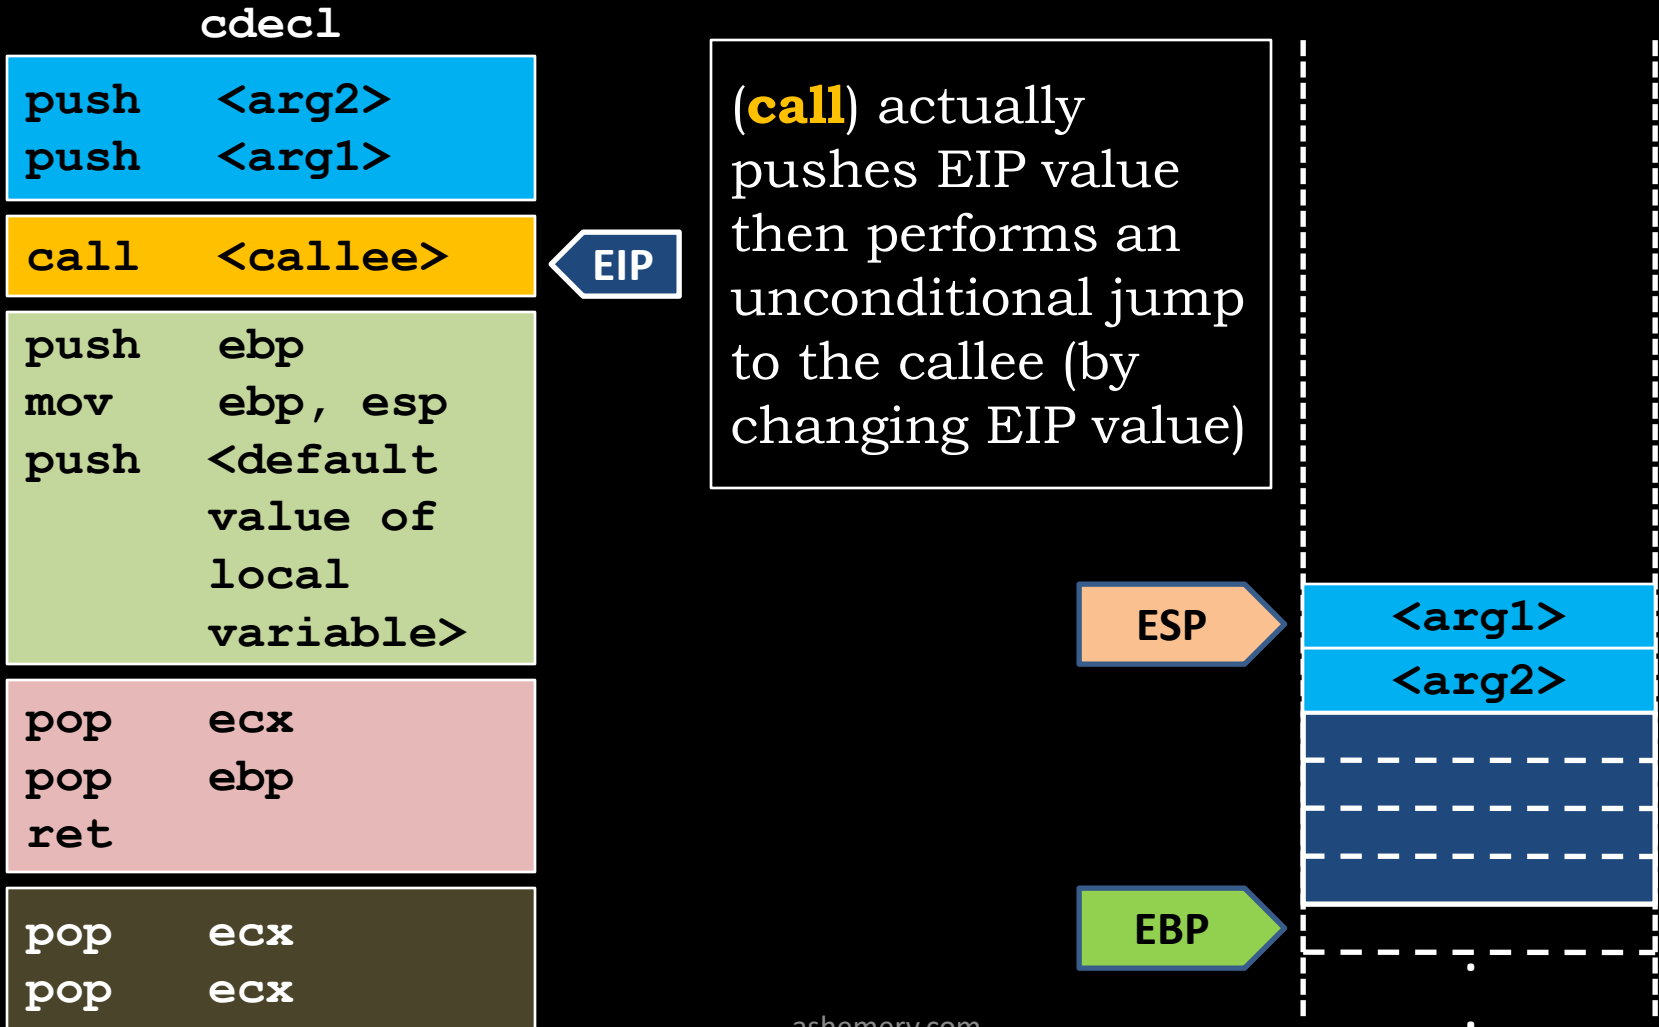 cdecl
push <arg2>
push <arg1>
call <callee>
EIP
push ebp
mov ebp, esp
push <default
value of
local
variable>
pop ecx
pop ebp
ret
pop ecx
pop ecx
(call) actually
pushes EIP value
then performs an
unconditional jump
to the callee (by
changing EIP value)
ESP
<arg1>
<arg2>
EBP
ashemery.com